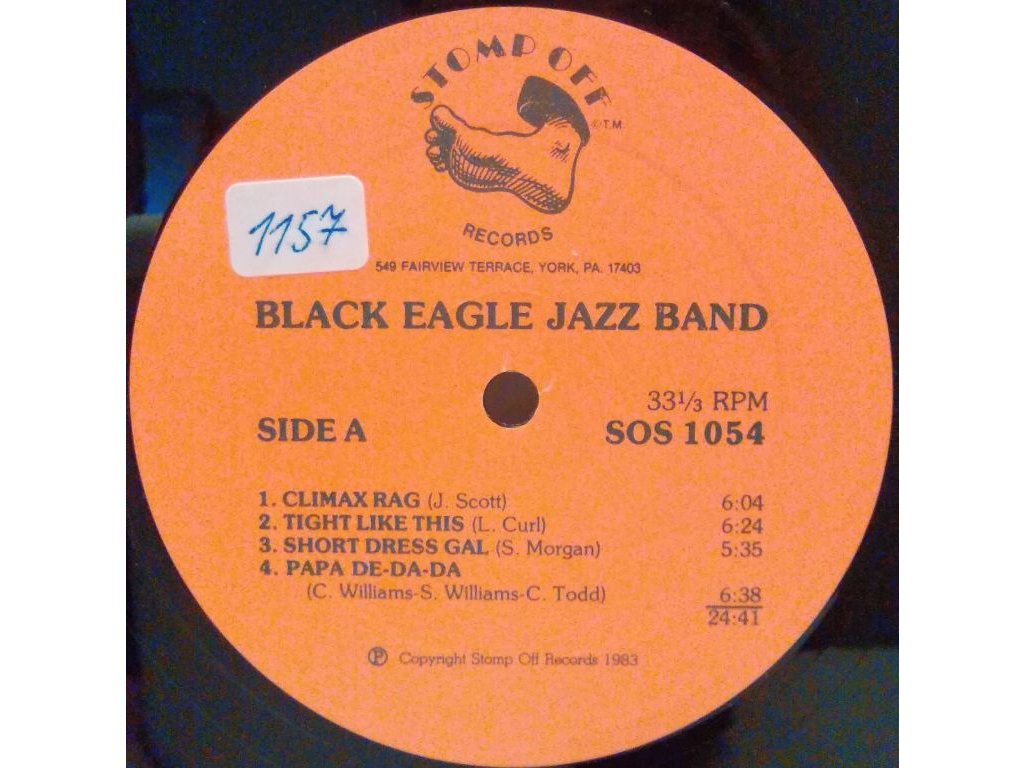 STOMP OFF
©T.M.
RECORDS
1157
549 FAIRVIEW TERRACE, YORK, PA. 17403
BLACK EAGLE JAZZ BAND
33⅓ RPM
SIDE A SOS 1054
1. CLIMAX RAG (J. Scott) 6:04
2. TIGHT LIKE THIS (L. Curl) 6:24
3. SHORT DRESS GAL (S. Morgan) 5:35
4. PAPA DE-DA-DA
(C. Williams-S. Williams-C. Todd) 6:38
24:41
℗ Copyright Stomp Off Records 1983